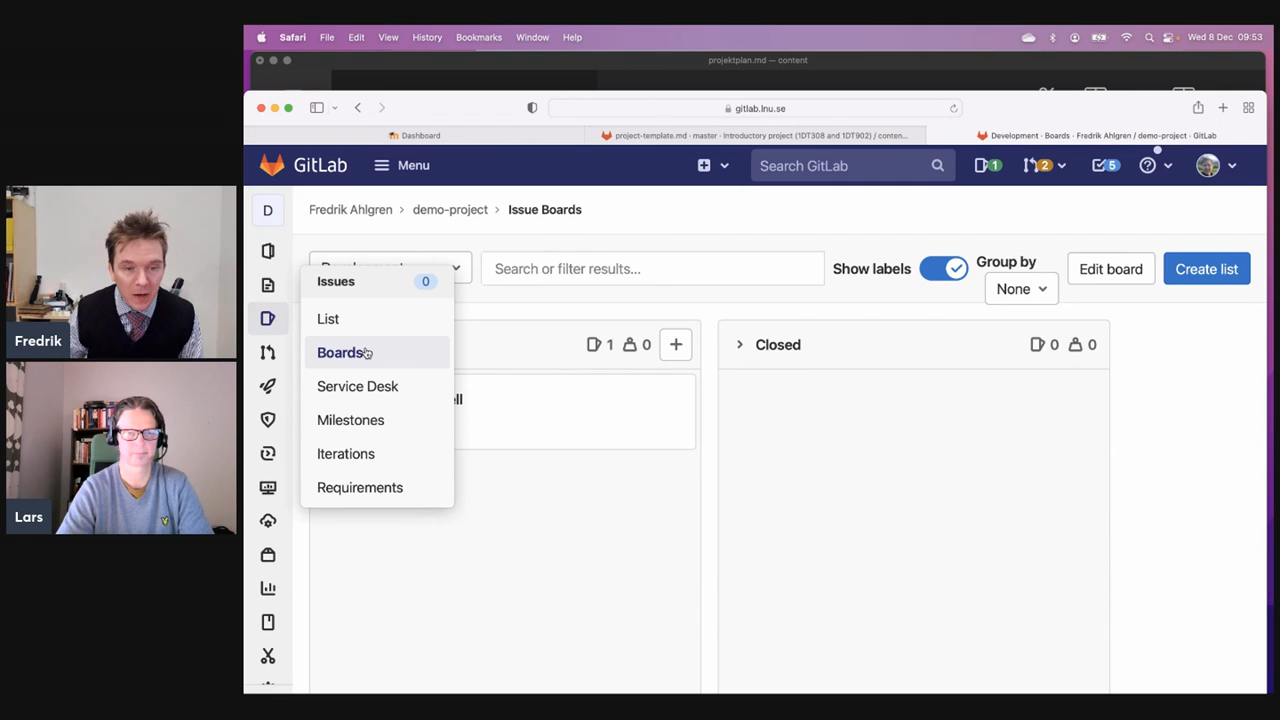 Safari File Edit View History Bookmarks Window Help
Wed 8 Dec 09:53
projektplan.md — content
gitlab.lnu.se
Dashboard
project-template.md · master · Introductory project (1DT308 and 1DT902) / conten...
Development · Boards · Fredrik Ahlgren / demo-project · GitLab
GitLab Menu
Search GitLab
1 2 5
D
Fredrik Ahlgren > demo-project > Issue Boards
Search or filter results...
Show labels
Group by
None
Edit board
Create list
Issues 0
List
Boards
Service Desk
Milestones
Iterations
Requirements
1 0 +
ell
Closed 0 0
Fredrik
Lars